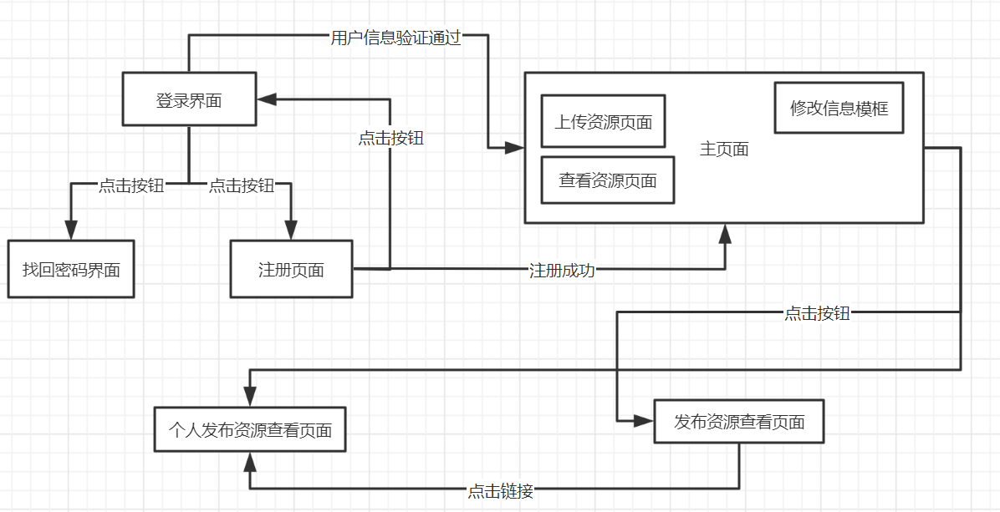 用户信息验证通过
登录界面
上传资源页面
修改信息模框
主页面
点击按钮
查看资源页面
点击按钮
点击按钮
找回密码界面
注册页面
注册成功
点击按钮
个人发布资源查看页面
发布资源查看页面
点击链接